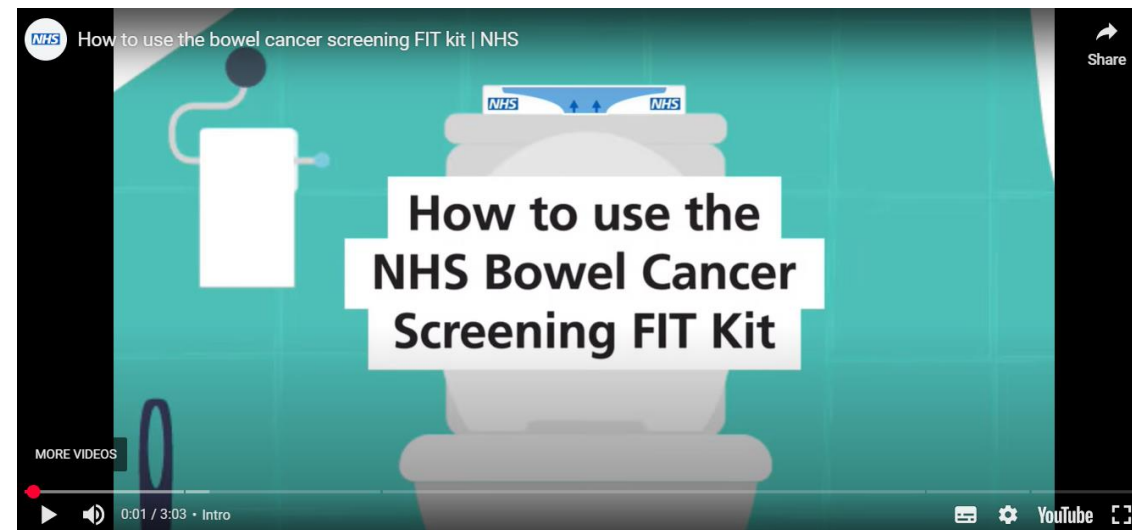 NHS How to use the bowel cancer screening FIT kit | NHS
Share
NHS NHS
How to use the
NHS Bowel Cancer
Screening FIT Kit
MORE VIDEOS
0:01 / 3:03 • Intro
YouTube